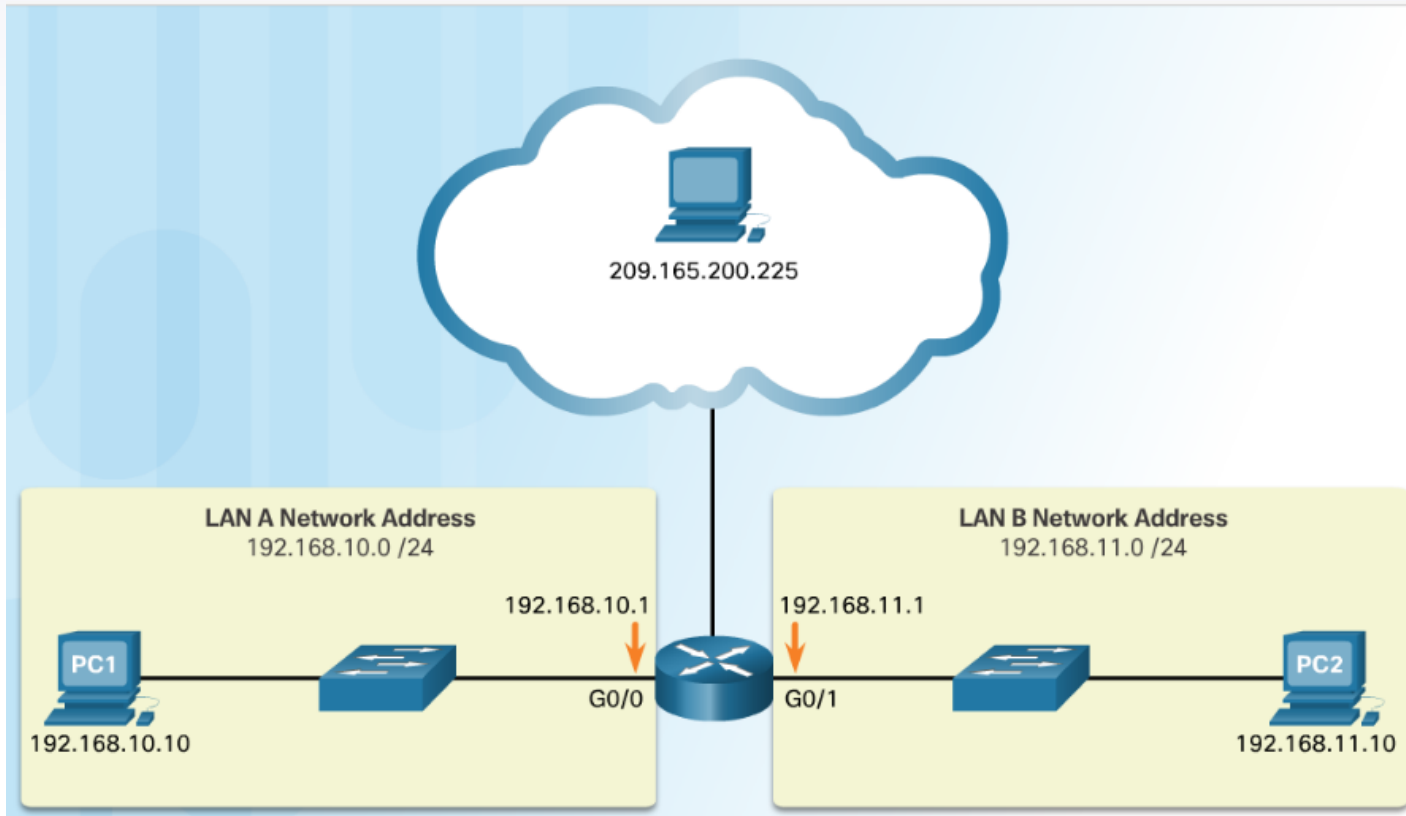 209.165.200.225
LAN A Network Address
192.168.10.0 /24
LAN B Network Address
192.168.11.0 /24
192.168.10.1
192.168.11.1
PC1
PC2
G0/0
G0/1
192.168.10.10
192.168.11.10